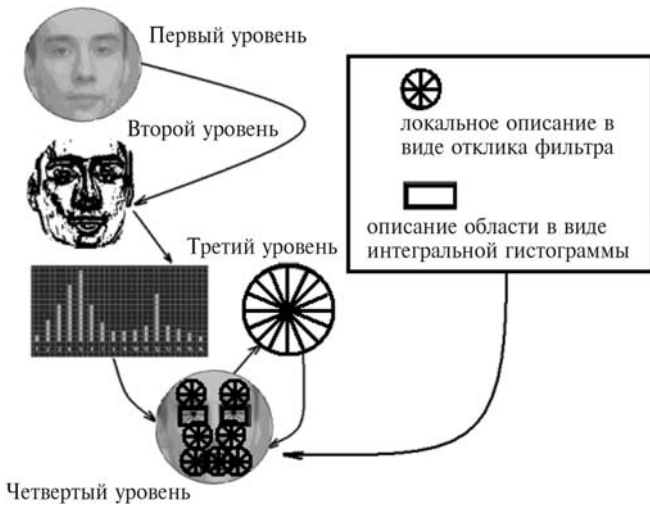 Первый уровень
Второй уровень
Третий уровень
Четвертый уровень
локальное описание в
виде отклика фильтра
описание области в виде
интегральной гистограммы